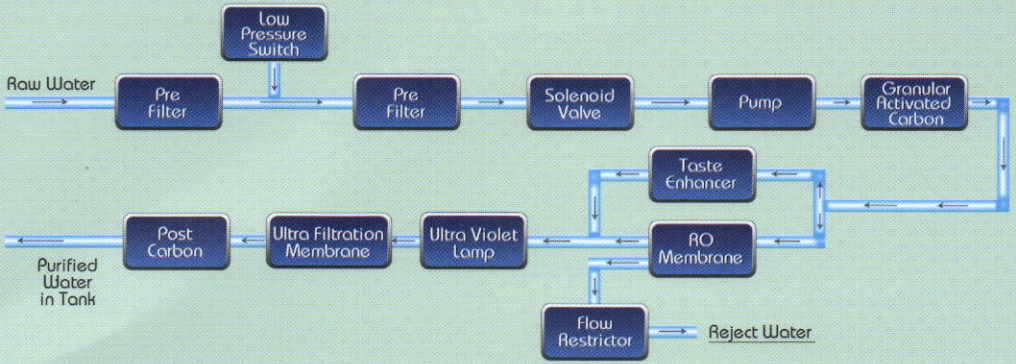 Low
Pressure
Switch
Raw Water
Pre
Filter
Pre
Filter
Solenoid
Valve
Pump
Granular
Activated
Carbon
Taste
Enhancer
Post
Carbon
Ultra Filtration
Membrane
Ultra Violet
Lamp
RO
Membrane
Purified
Water
in Tank
Flow
Restrictor
Reject Water